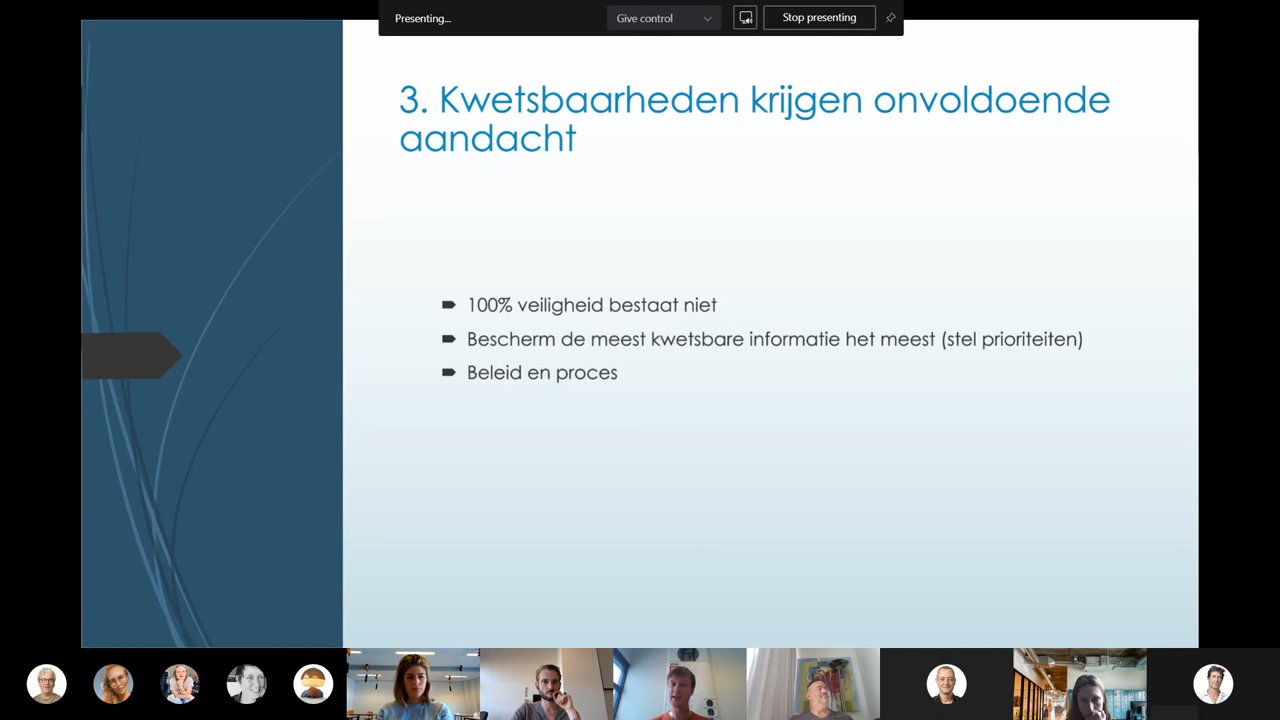 Presenting...
Give control
Stop presenting
3. Kwetsbaarheden krijgen onvoldoende
aandacht
100% veiligheid bestaat niet
Bescherm de meest kwetsbare informatie het meest (stel prioriteiten)
Beleid en proces